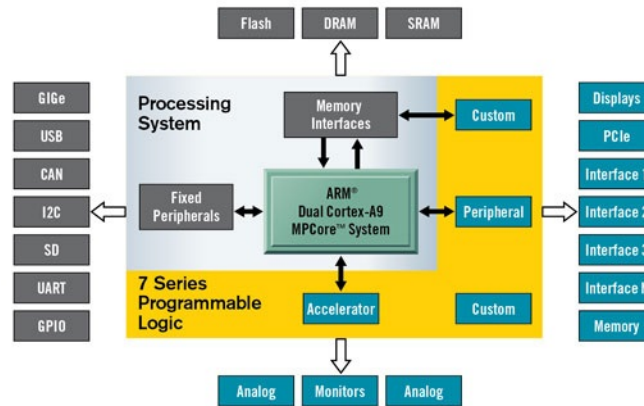 Flash
DRAM
SRAM
GIGe
USB
CAN
I2C
SD
UART
GPIO
Processing
System
Memory
Interfaces
Custom
Fixed
Peripherals
ARM®
Dual Cortex-A9
MPCore™ System
Peripheral
7 Series
Programmable
Logic
Accelerator
Custom
Displays
PCIe
Interface
Interface 2
Interface 3
Interface
Memory
Analog
Monitors
Analog